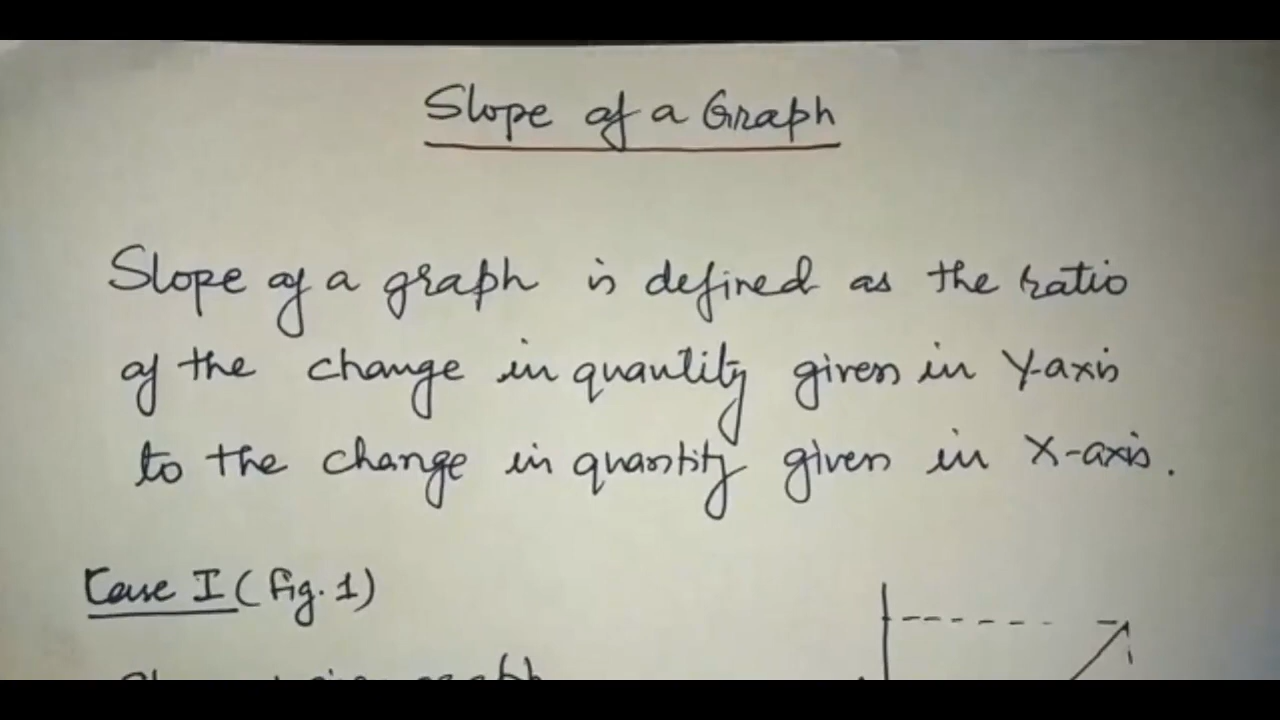 Slope of a Graph
Slope of a graph is defined as the ratio
of the change in quantity given in Y-axis
to the change in quantity given in X-axis.
Case I (fig. 1)
graph